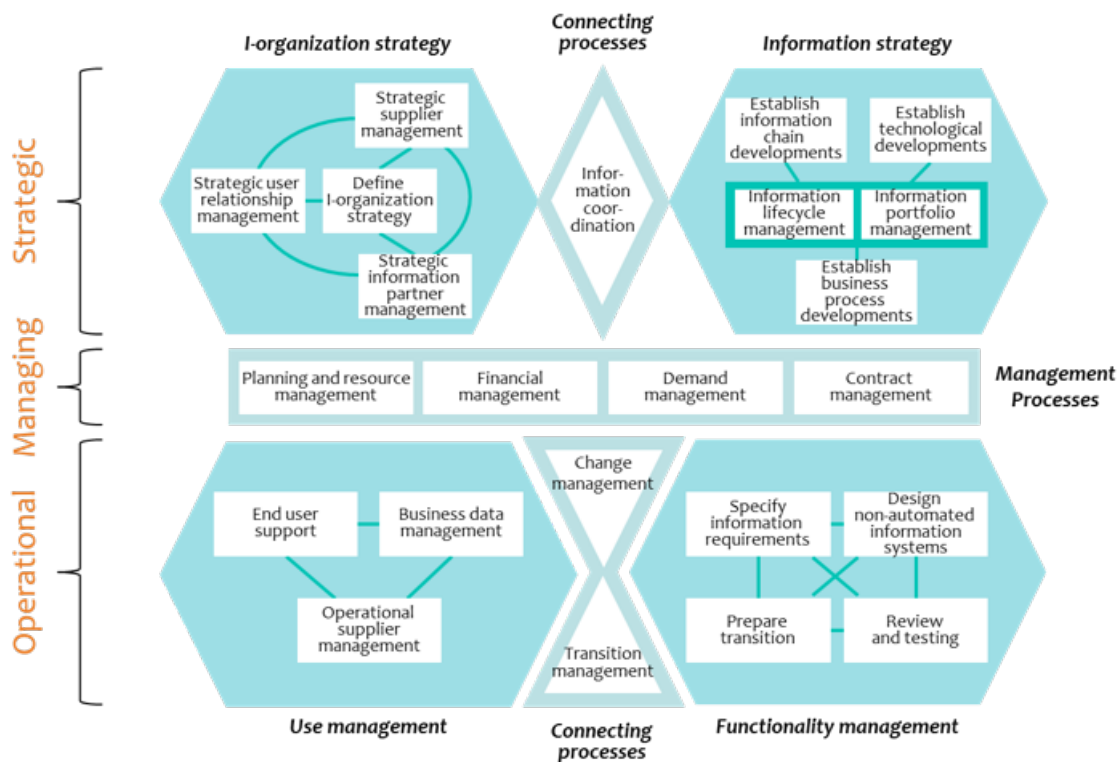 Connecting
processes
I-organization strategy
Information strategy
Strategic
Strategic
supplier
management
Strategic user
relationship
management
Define
I-organization
strategy
Strategic
information
partner
management
Infor-
mation
coor-
dination
Establish
information
chain
developments
Establish
technological
developments
Information
lifecycle
management
Information
portfolio
management
Establish
business
process
developments
Managing
Planning and resource
management
Financial
management
Demand
management
Contract
management
Management
Processes
Operational
End user
support
Business data
management
Operational
supplier
management
Change
management
Transition
management
Specify
information
requirements
Design
non-automated
information
systems
Prepare
transition
Review
and testing
Use management
Connecting
processes
Functionality management